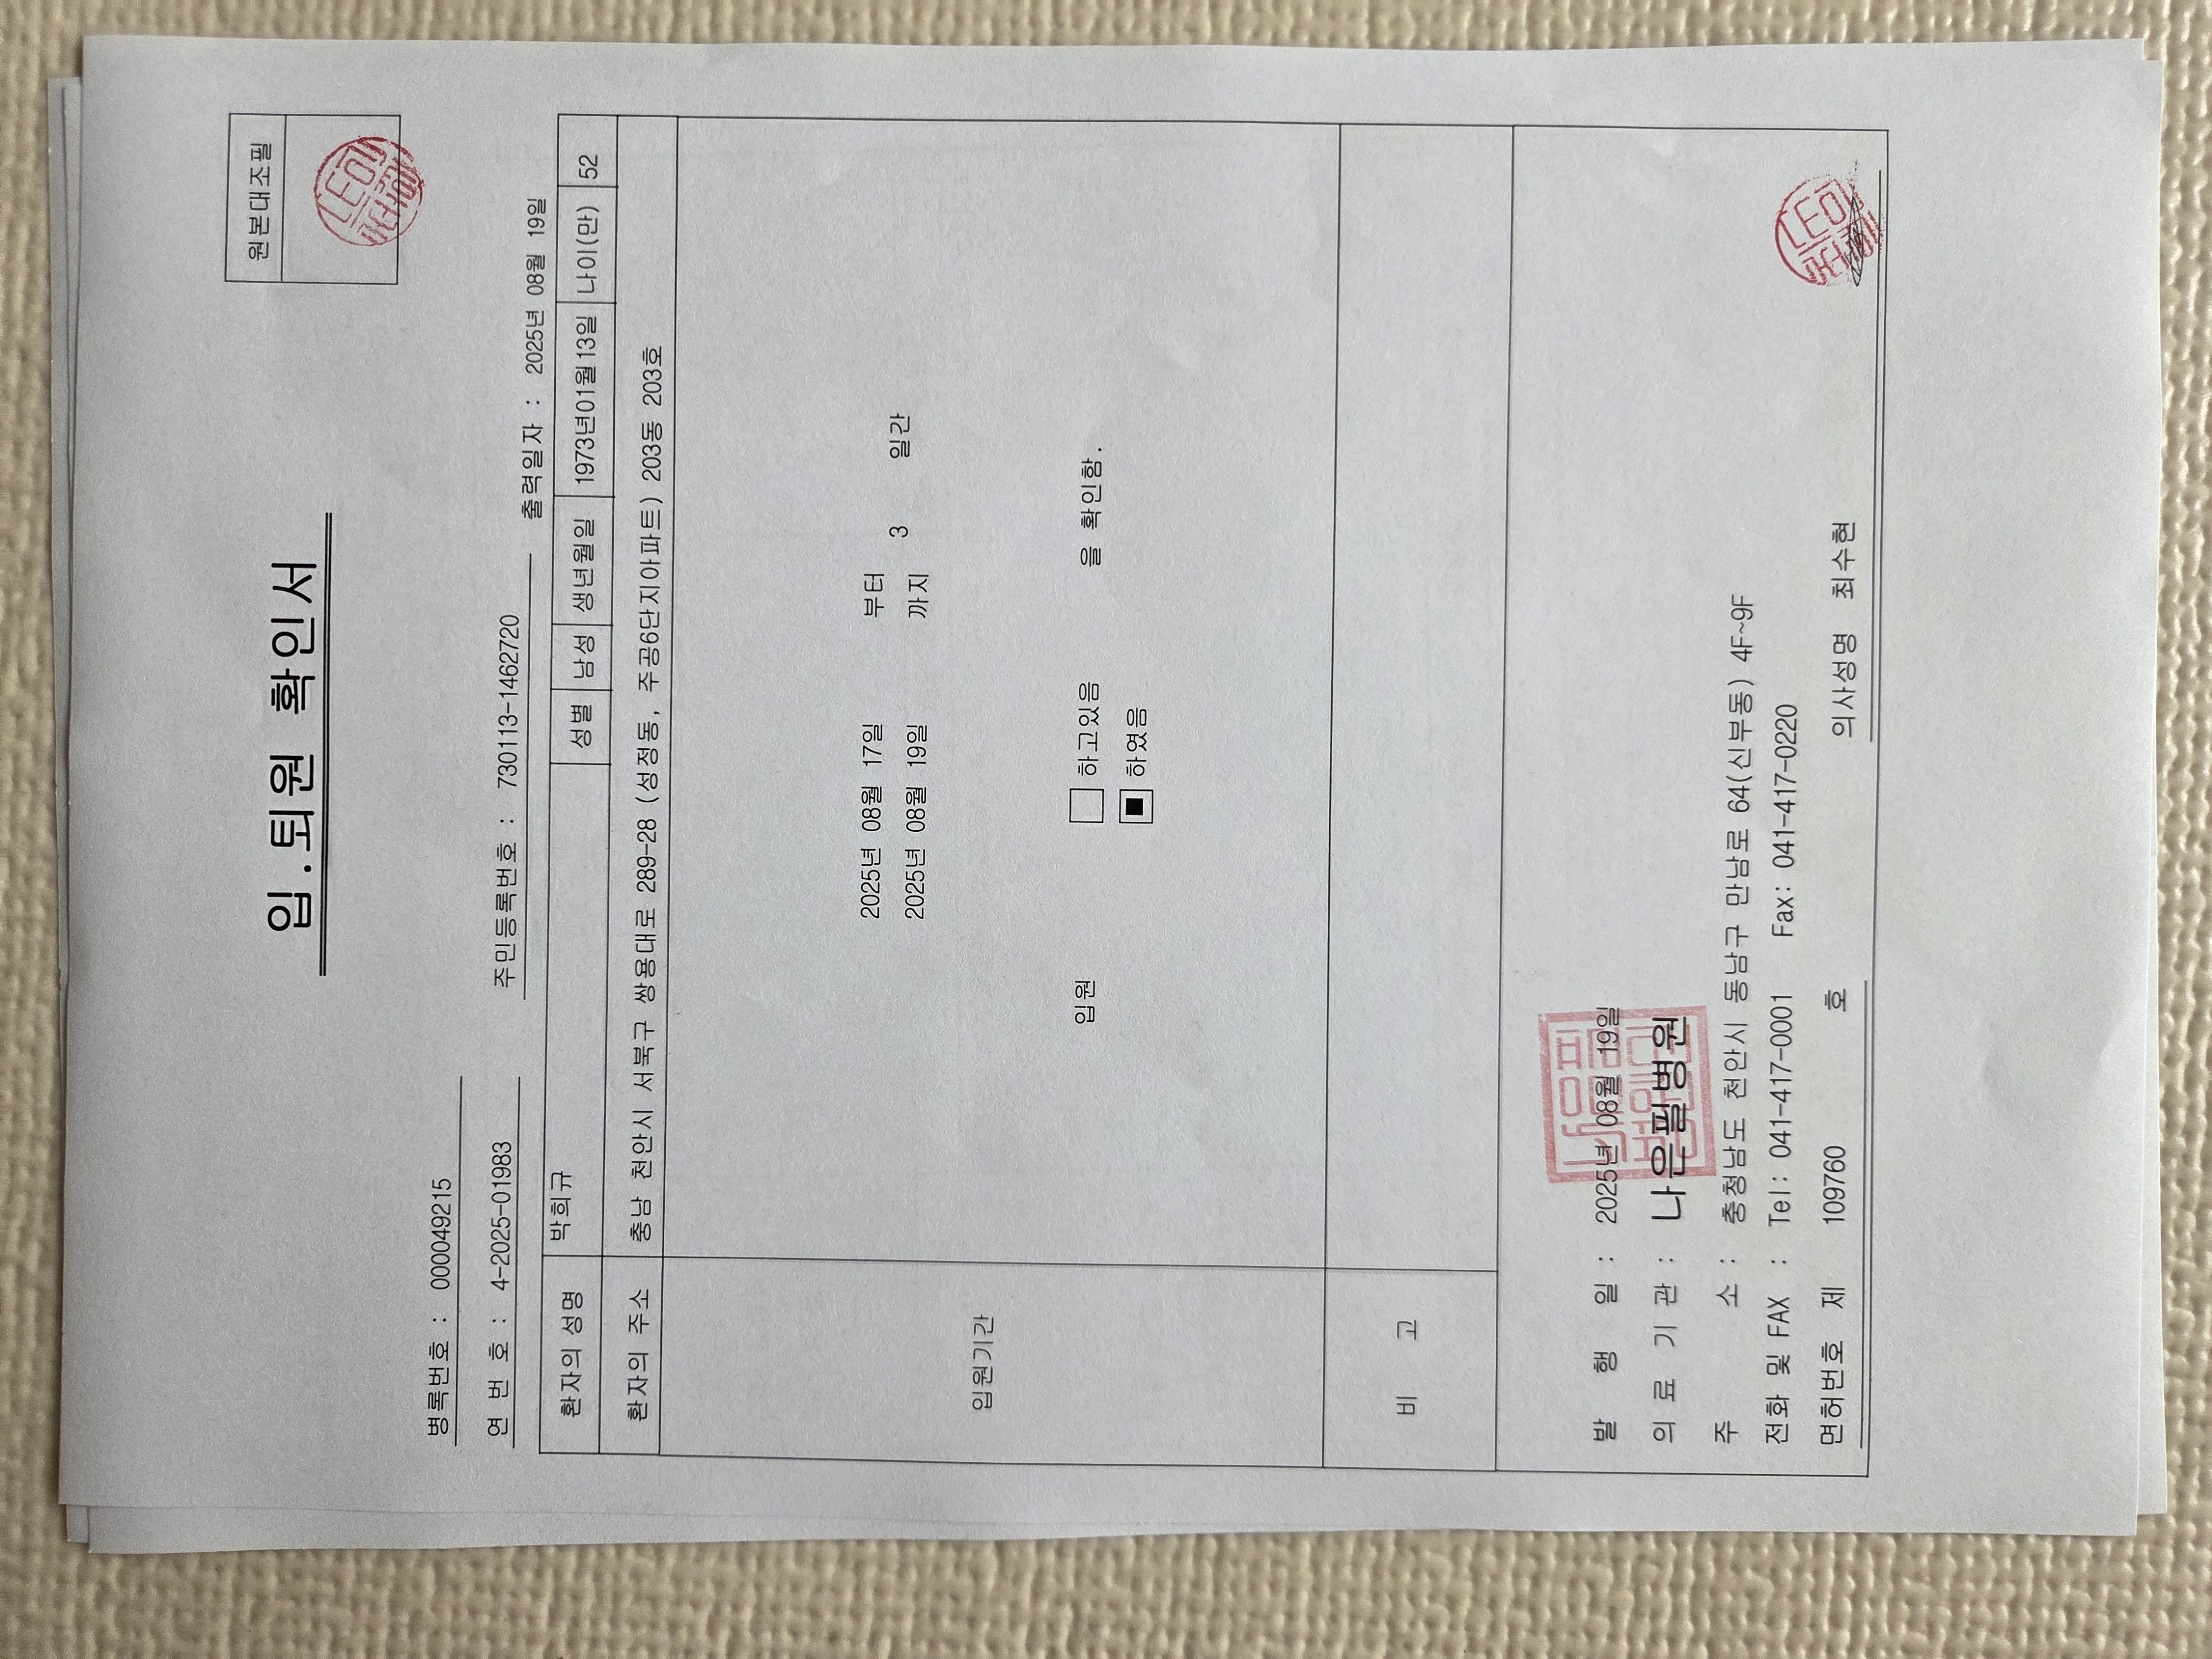 원본대조필
입.퇴원 확인서
병록번호 : 000049215
연 번 호 : 4-2025-01983
주민등록번호 : 730113-1462720
출력일자 : 2025년 08월 19일
환자의 성명 박희규 성별 남성 생년월일 1973년01월13일 나이(만) 52
환자의 주소 충남 천안시 서북구 쌍용대로 289-28 (성정동, 주공6단지아파트) 203동 203호
입원기간
2025년 08월 17일 부터
2025년 08월 19일 까지 3 일간
입원 하고있음 을 확인함.
하였음
비 고
발 행 일 : 2025년 08월 19일
의 료 기 관 : 나은필병원
주 소 : 충청남도 천안시 동남구 만남로 64(신부동) 4F~9F
전화 및 FAX : Tel: 041-417-0001 Fax: 041-417-0220
면허번호 제 109760 호 의사성명 최수현